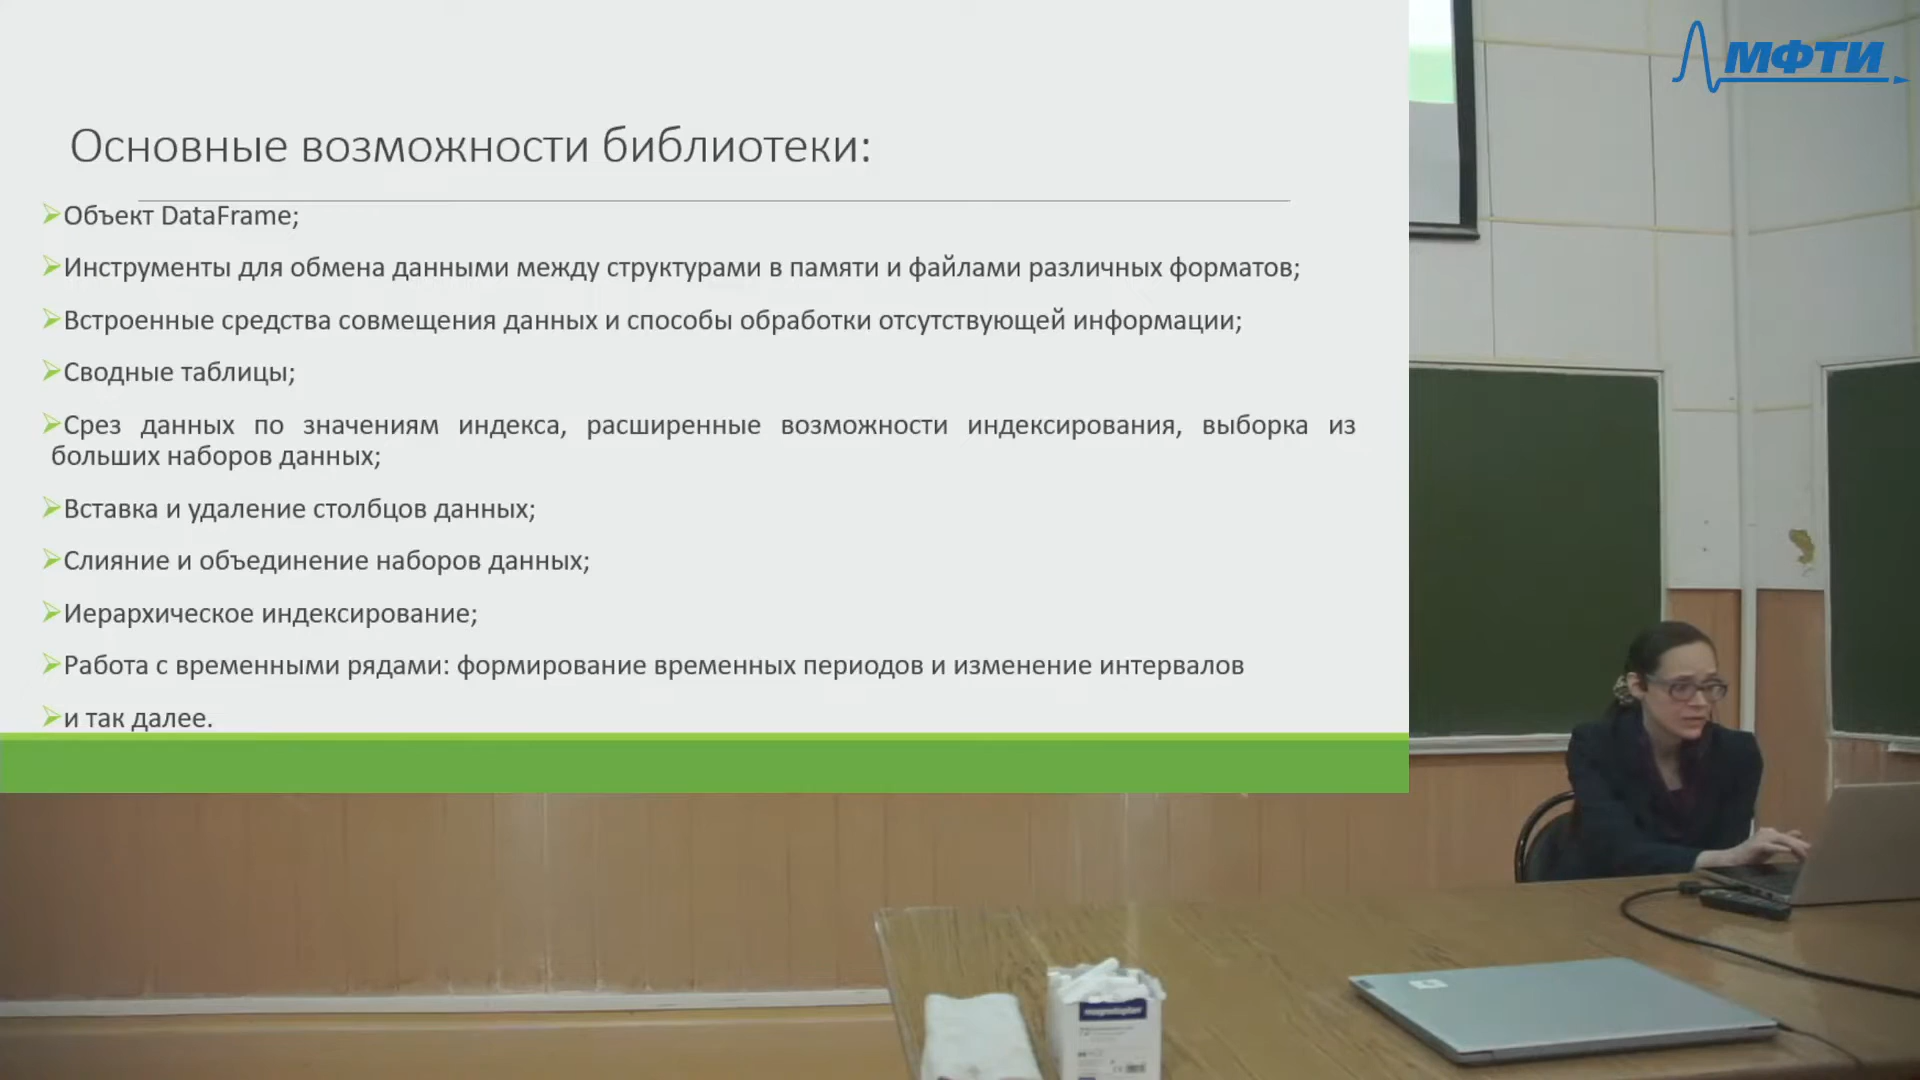 МФТИ
Основные возможности библиотеки:
Объект DataFrame;
Инструменты для обмена данными между структурами в памяти и файлами различных форматов;
Встроенные средства совмещения данных и способы обработки отсутствующей информации;
Сводные таблицы;
Срез данных по значениям индекса, расширенные возможности индексирования, выборка из
больших наборов данных;
Вставка и удаление столбцов данных;
Слияние и объединение наборов данных;
Иерархическое индексирование;
Работа с временными рядами: формирование временных периодов и изменение интервалов
и так далее.